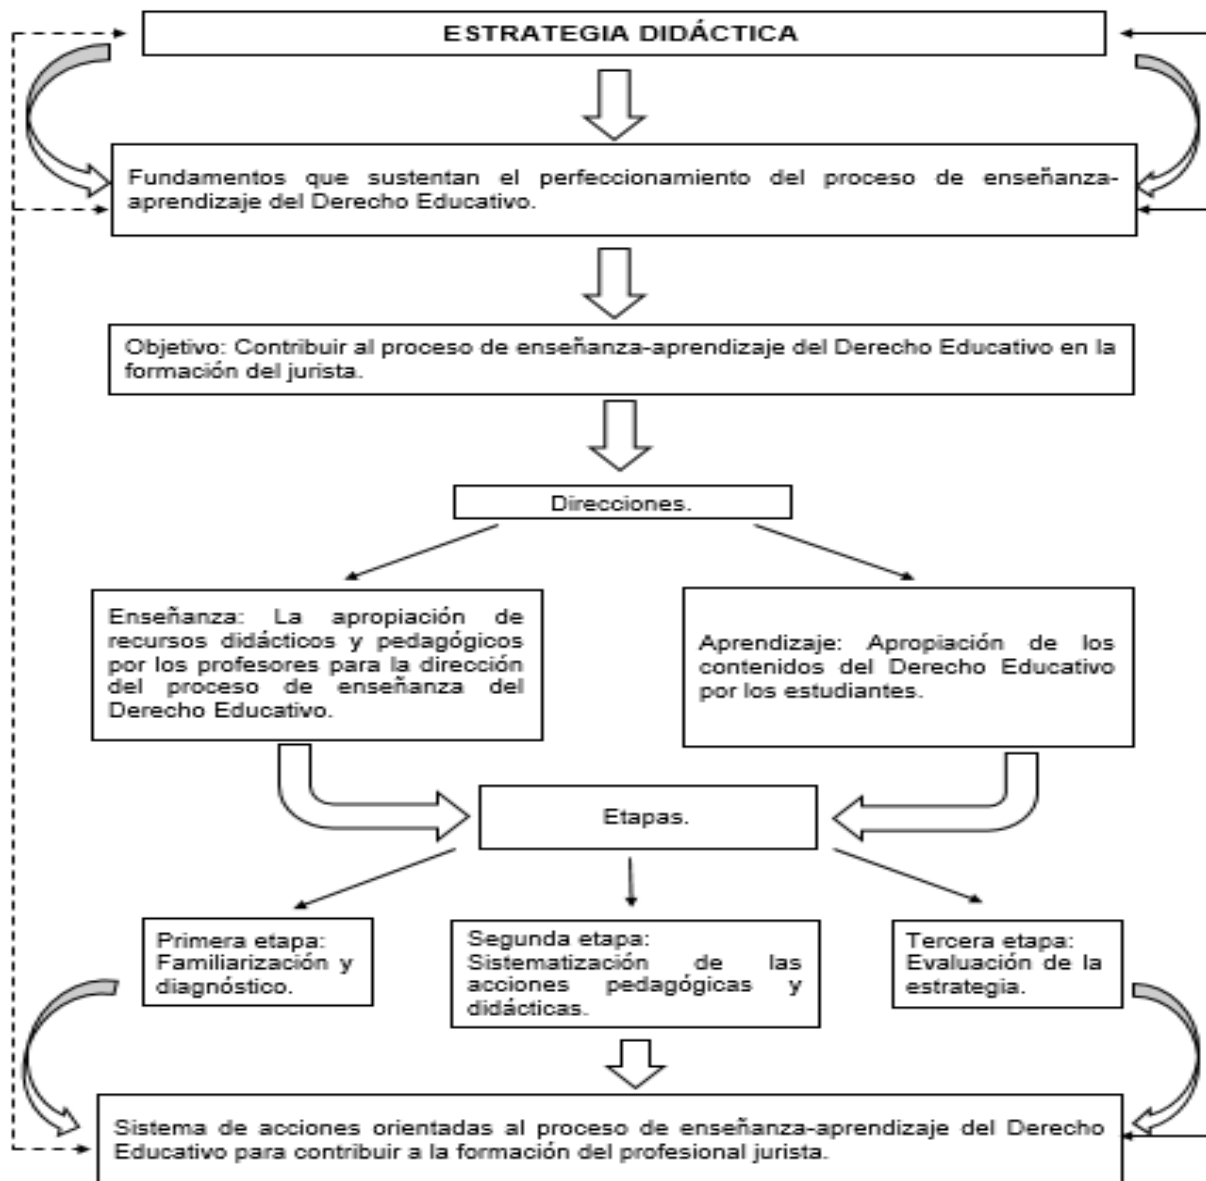 ESTRATEGIA DIDÁCTICA
Fundamentos que sustentan el perfeccionamiento del proceso de enseñanza-
aprendizaje del Derecho Educativo.
Objetivo: Contribuir al proceso de enseñanza-aprendizaje del Derecho Educativo en la
formación del jurista.
Direcciones.
Enseñanza: La apropiación de
recursos didácticos y pedagógicos
por los profesores para la dirección
del proceso de enseñanza del
Derecho Educativo.
Aprendizaje: Apropiación de los
contenidos del Derecho Educativo
por los estudiantes.
Etapas.
Primera etapa:
Familiarización y
diagnóstico.
Segunda etapa:
Sistematización de las
acciones pedagógicas y
didácticas.
Tercera etapa:
Evaluación de la
estrategia.
Sistema de acciones orientadas al proceso de enseñanza-aprendizaje del Derecho
Educativo para contribuir a la formación del profesional jurista.